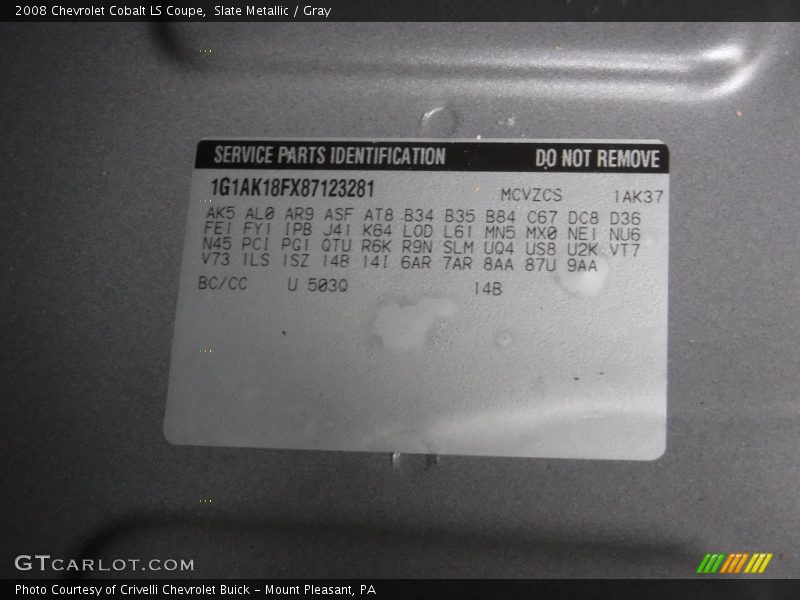 2008 Chevrolet Cobalt LS Coupe, Slate Metallic / Gray
SERVICE PARTS IDENTIFICATION DO NOT REMOVE
1G1AK18FX87123281 MCVZCS 1AK37
AK5 AL0 AR9 ASF AT8 B34 B35 B84 C67 DC8 D36
FE1 FY1 IPB J41 K64 L0D L61 MN5 MX0 NE1 NU6
N45 PCI PG1 QTU R6K R9N SLM UQ4 US8 U2K VT7
V73 1LS 1SZ 14B 14I 6AR 7AR 8AA 87U 9AA
BC/CC U 503Q 14B
GTCARLOT.COM
Photo Courtesy of Crivelli Chevrolet Buick - Mount Pleasant, PA